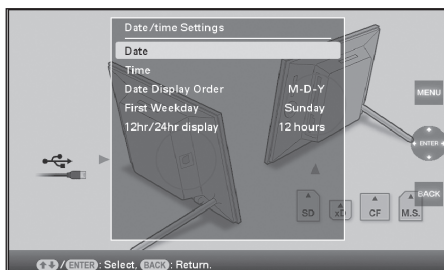 Date/time Settings
Date
Time
Date Display Order M-D-Y
First Weekday Sunday
12hr/24hr display 12 hours
MENU
ENTER
BACK
SD xD CF M.S.
/ENTER: Select, BACK: Return.